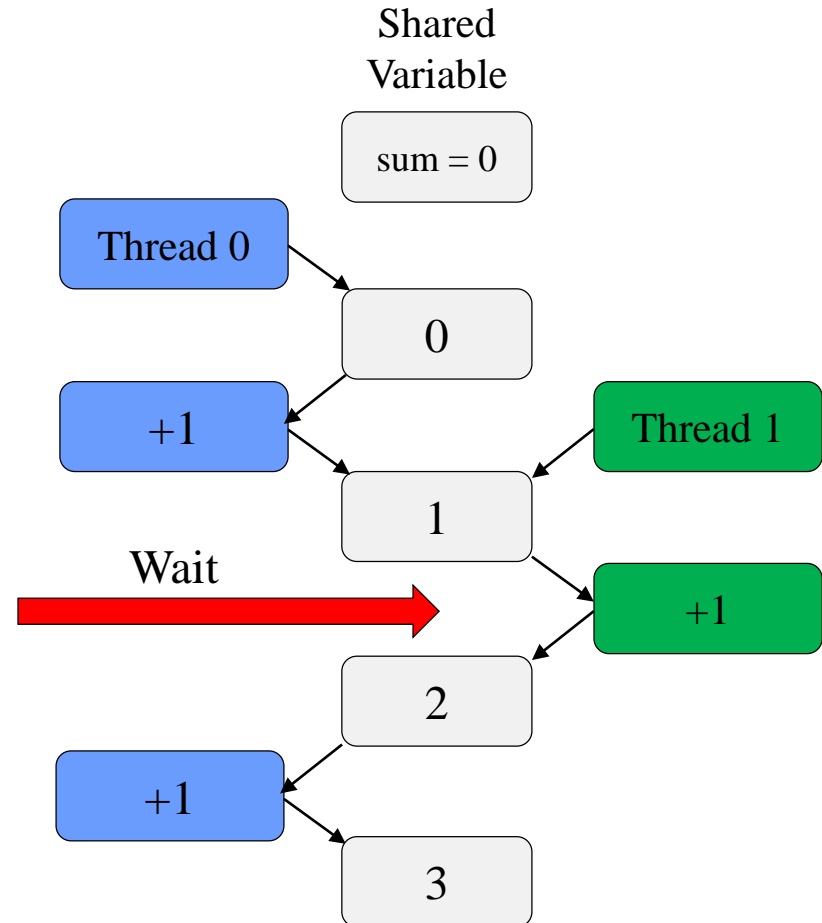 Shared
Variable
sum = 0
Thread 0
0
+1
Thread 1
1
Wait
+1
2
+1
3